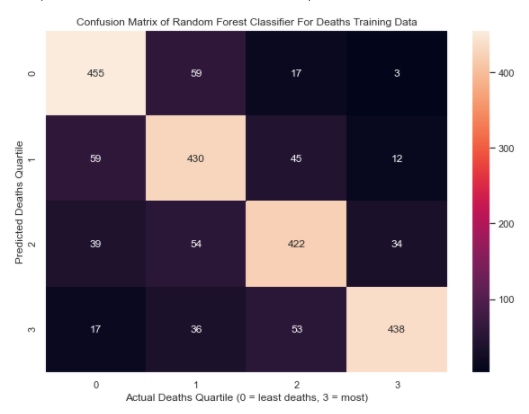 Confusion Matrix of Random Forest Classifier For Deaths Training Data
Predicted Deaths Quartile
0
455 59 17 3
1
59 430 45 12
2
39 54 422 34
3
17 36 53 438
0 1 2 3
Actual Deaths Quartile (0 = least deaths, 3 = most)
400
300
200
100